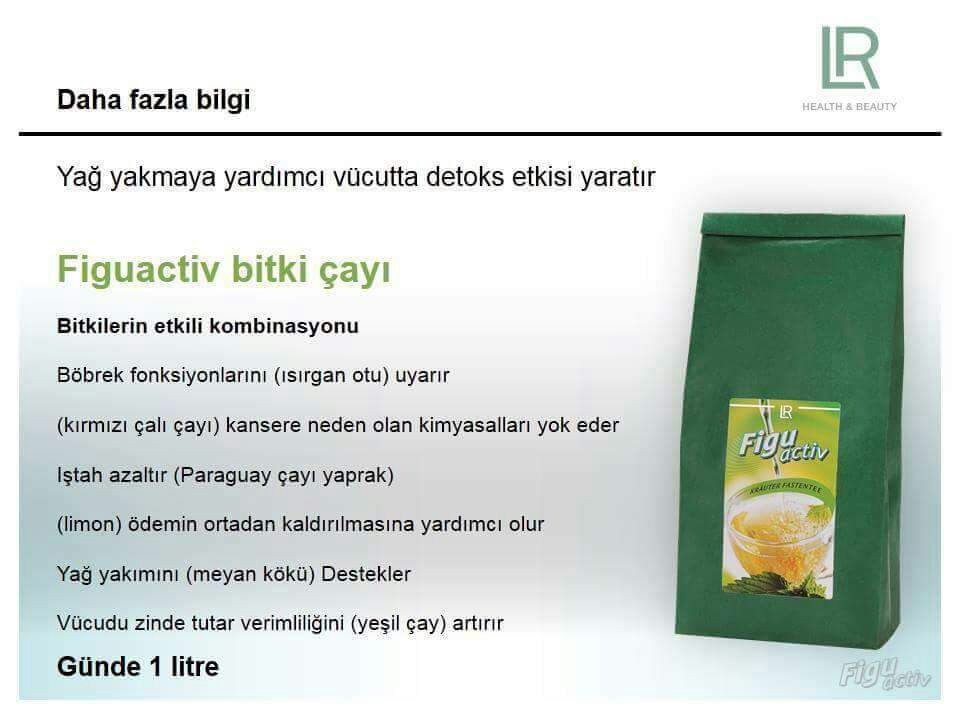 LR
HEALTH & BEAUTY
Daha fazla bilgi
Yağ yakmaya yardımcı vücutta detoks etkisi yaratır
Figuactiv bitki çayı
Bitkilerin etkili kombinasyonu
Böbrek fonksiyonlarını (ısırgan otu) uyarır
(kırmızı çalı çayı) kansere neden olan kimyasalları yok eder
Iştah azaltır (Paraguay çayı yaprak)
(limon) ödemin ortadan kaldırılmasına yardımcı olur
Yağ yakımını (meyan kökü) Destekler
Vücudu zinde tutar verimliliğini (yeşil çay) artırır
Günde 1 litre
LR
Figu
activ
KRÄUTER FASTENTEE
Figu
activ